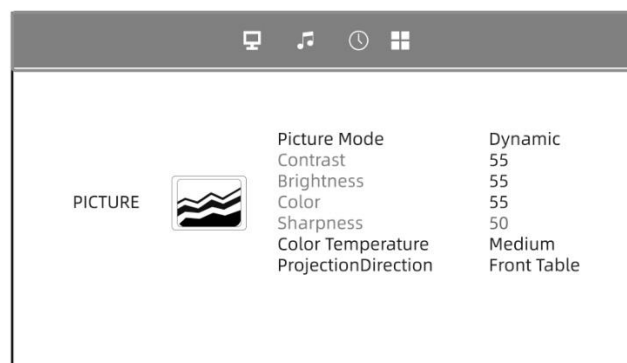 PICTURE
Picture Mode Dynamic
Contrast 55
Brightness 55
Color 55
Sharpness 50
Color Temperature Medium
ProjectionDirection Front Table